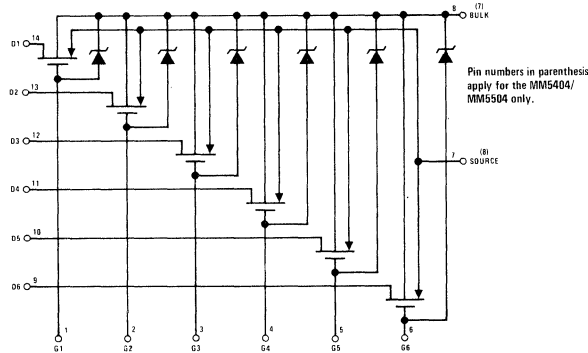 8 (7)
BULK
D1 14
Pin numbers in parenthesis
apply for the MM5404/
MM5504 only.
D2 13
D3 12
7 (8)
SOURCE
D4 11
D5 10
D6 9
1 2 3 4 5 6
G1 G2 G3 G4 G5 G6